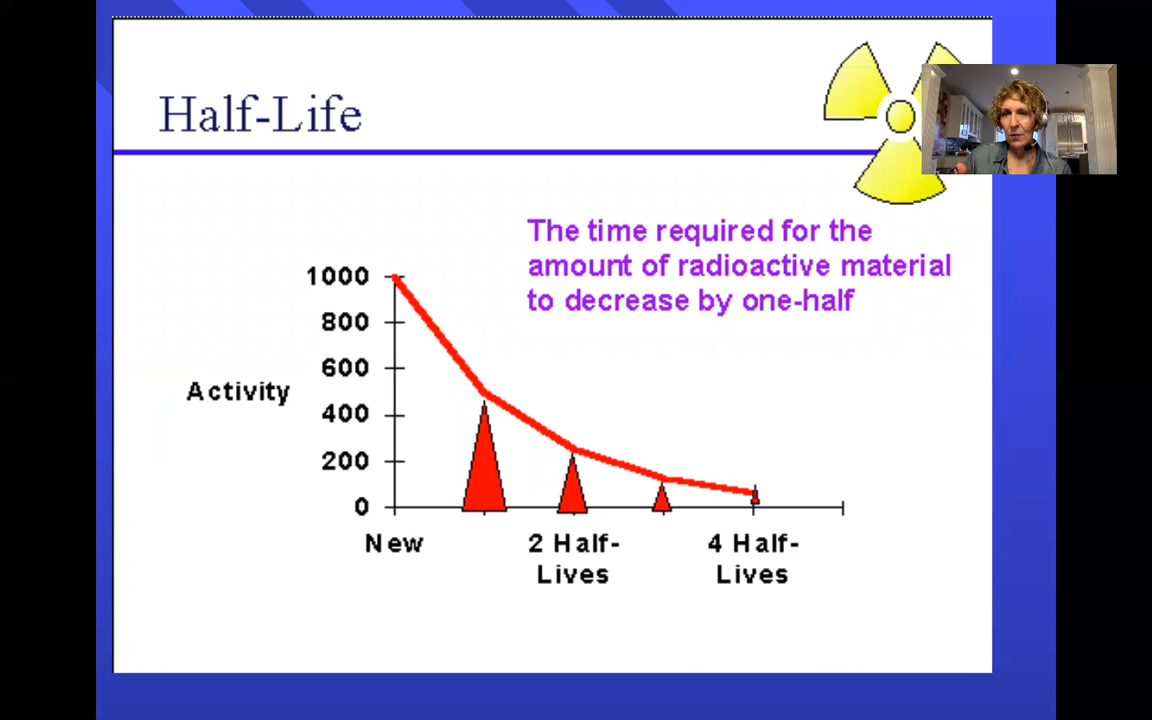 Half-Life
The time required for the
amount of radioactive material
to decrease by one-half
1000
800
600
Activity
400
200
0
New
2 Half-
Lives
4 Half-
Lives